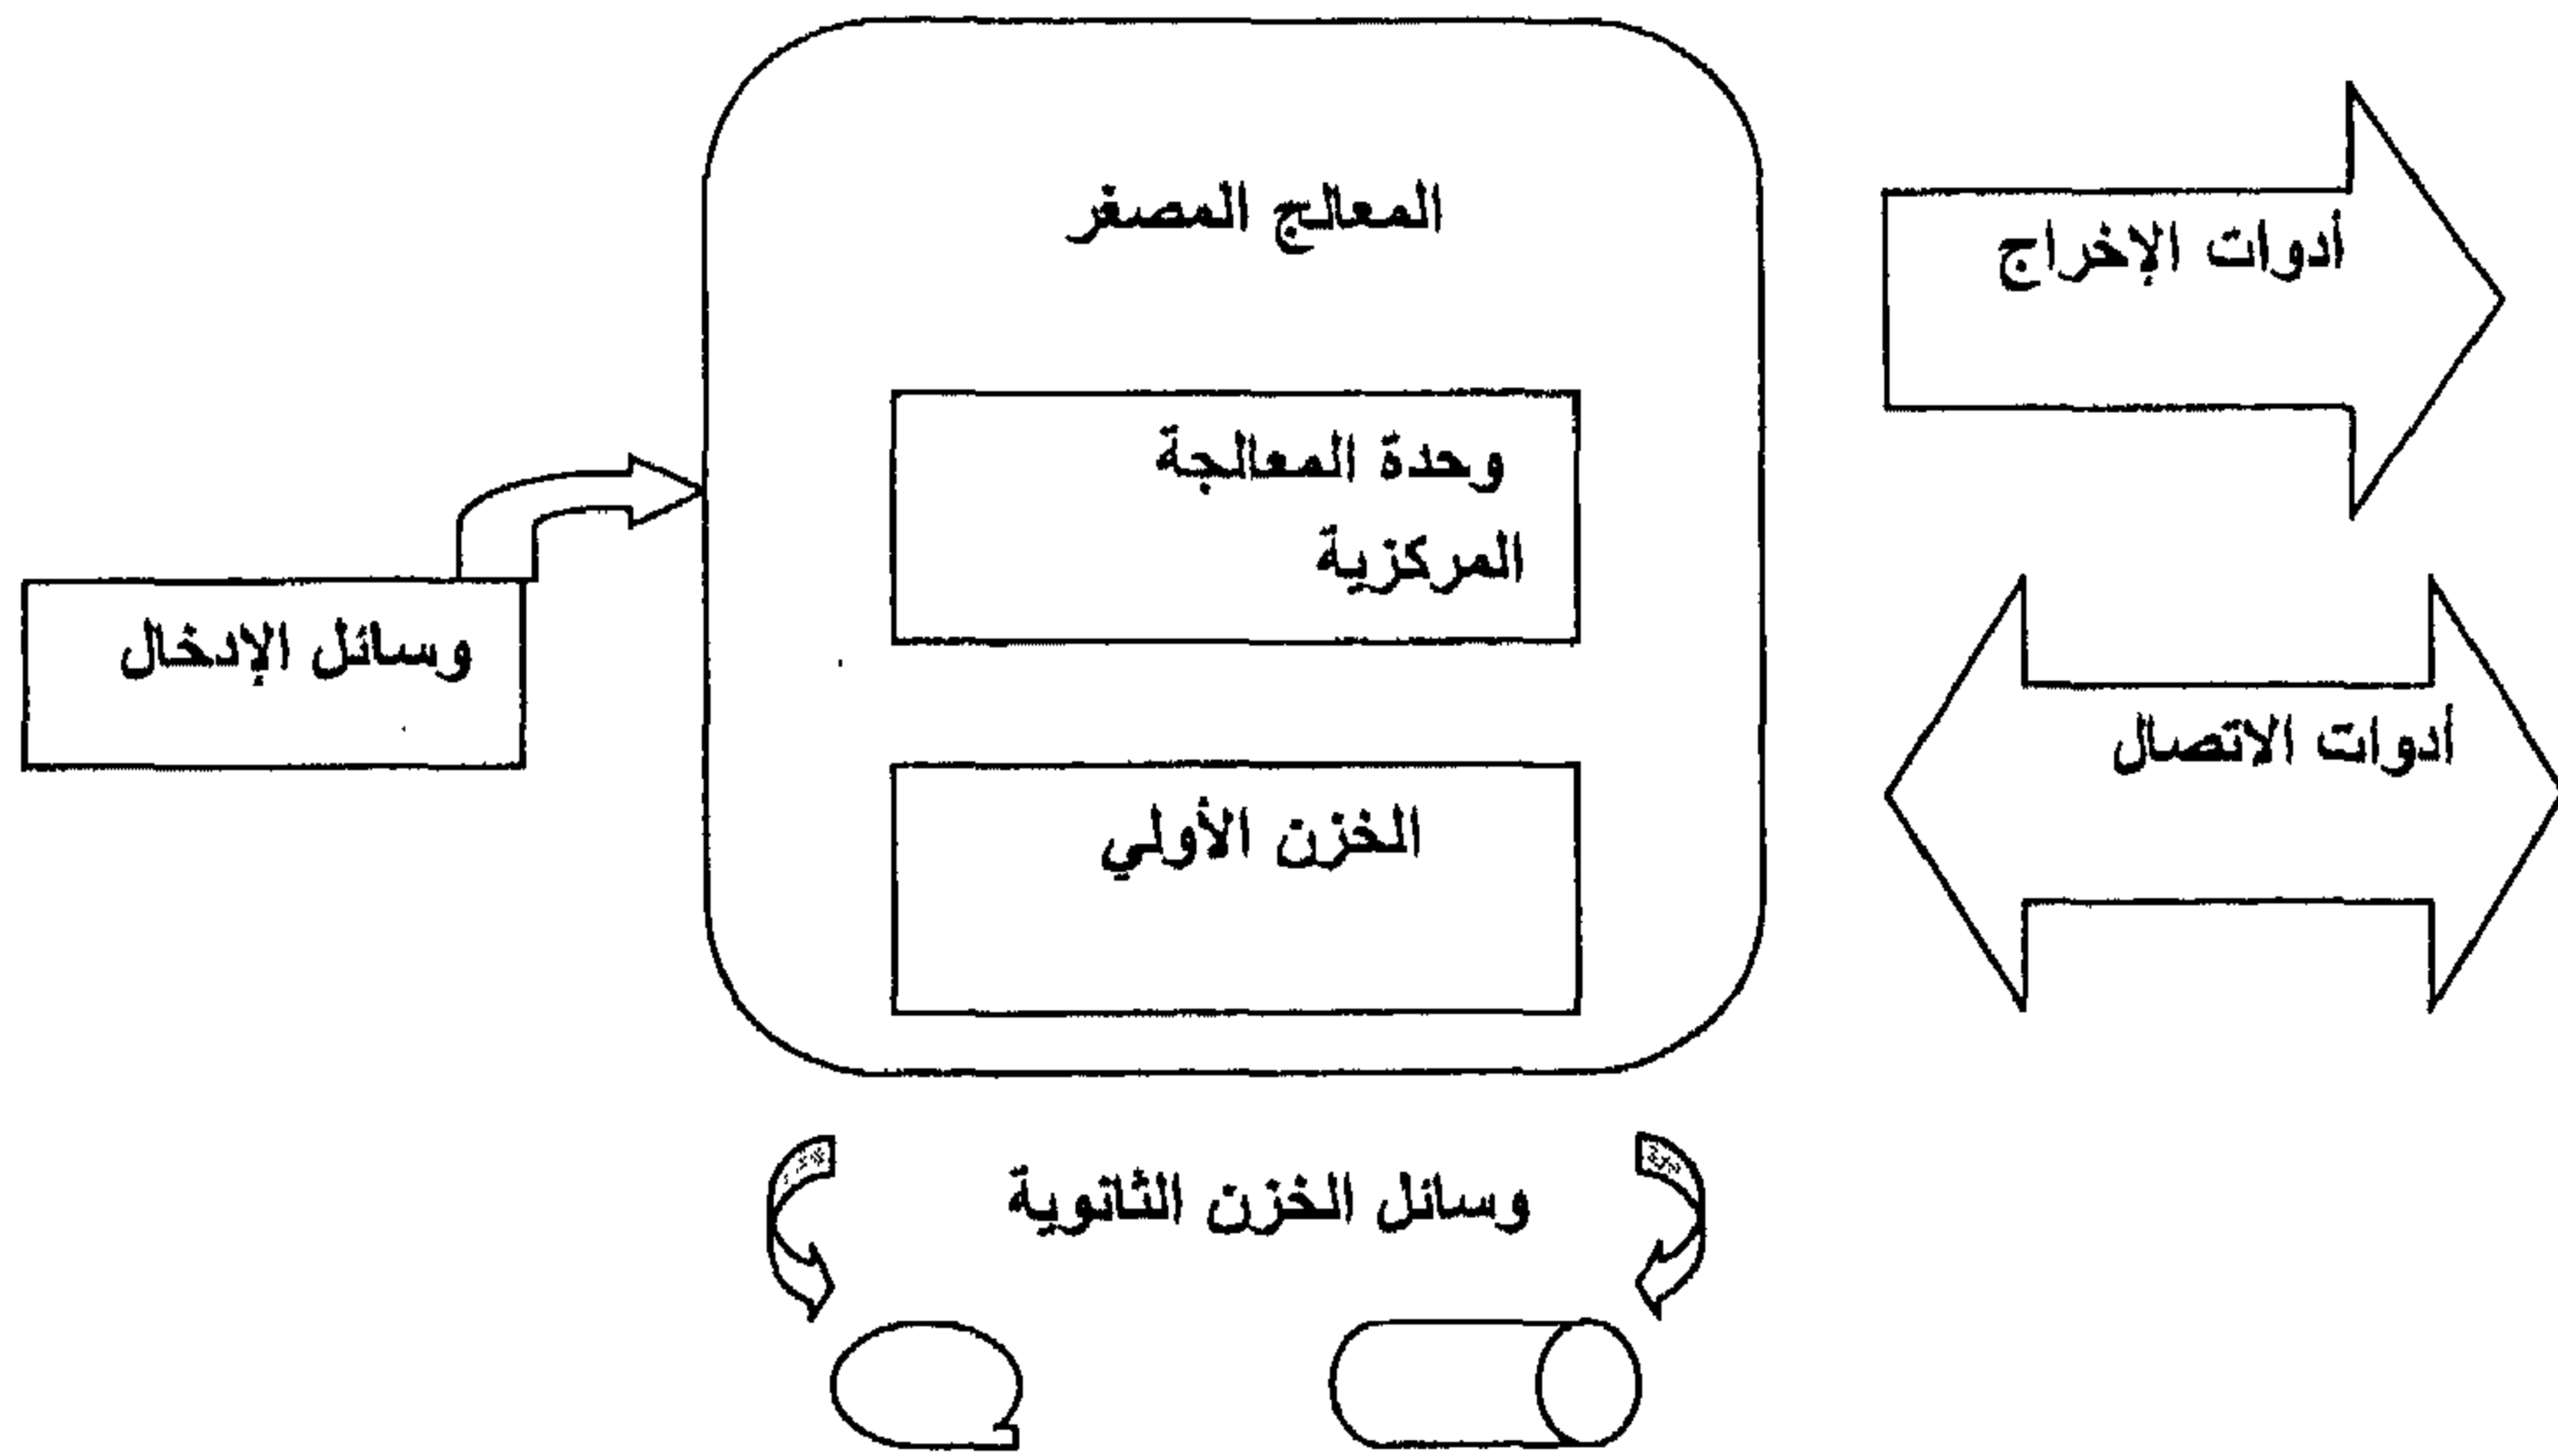 المعالج المصغر
أدوات الإخراج
وحدة المعالجة
المركزية
وسائل الإدخال
أدوات الاتصال
الخزن الأولي
وسائل الخزن الثانوية